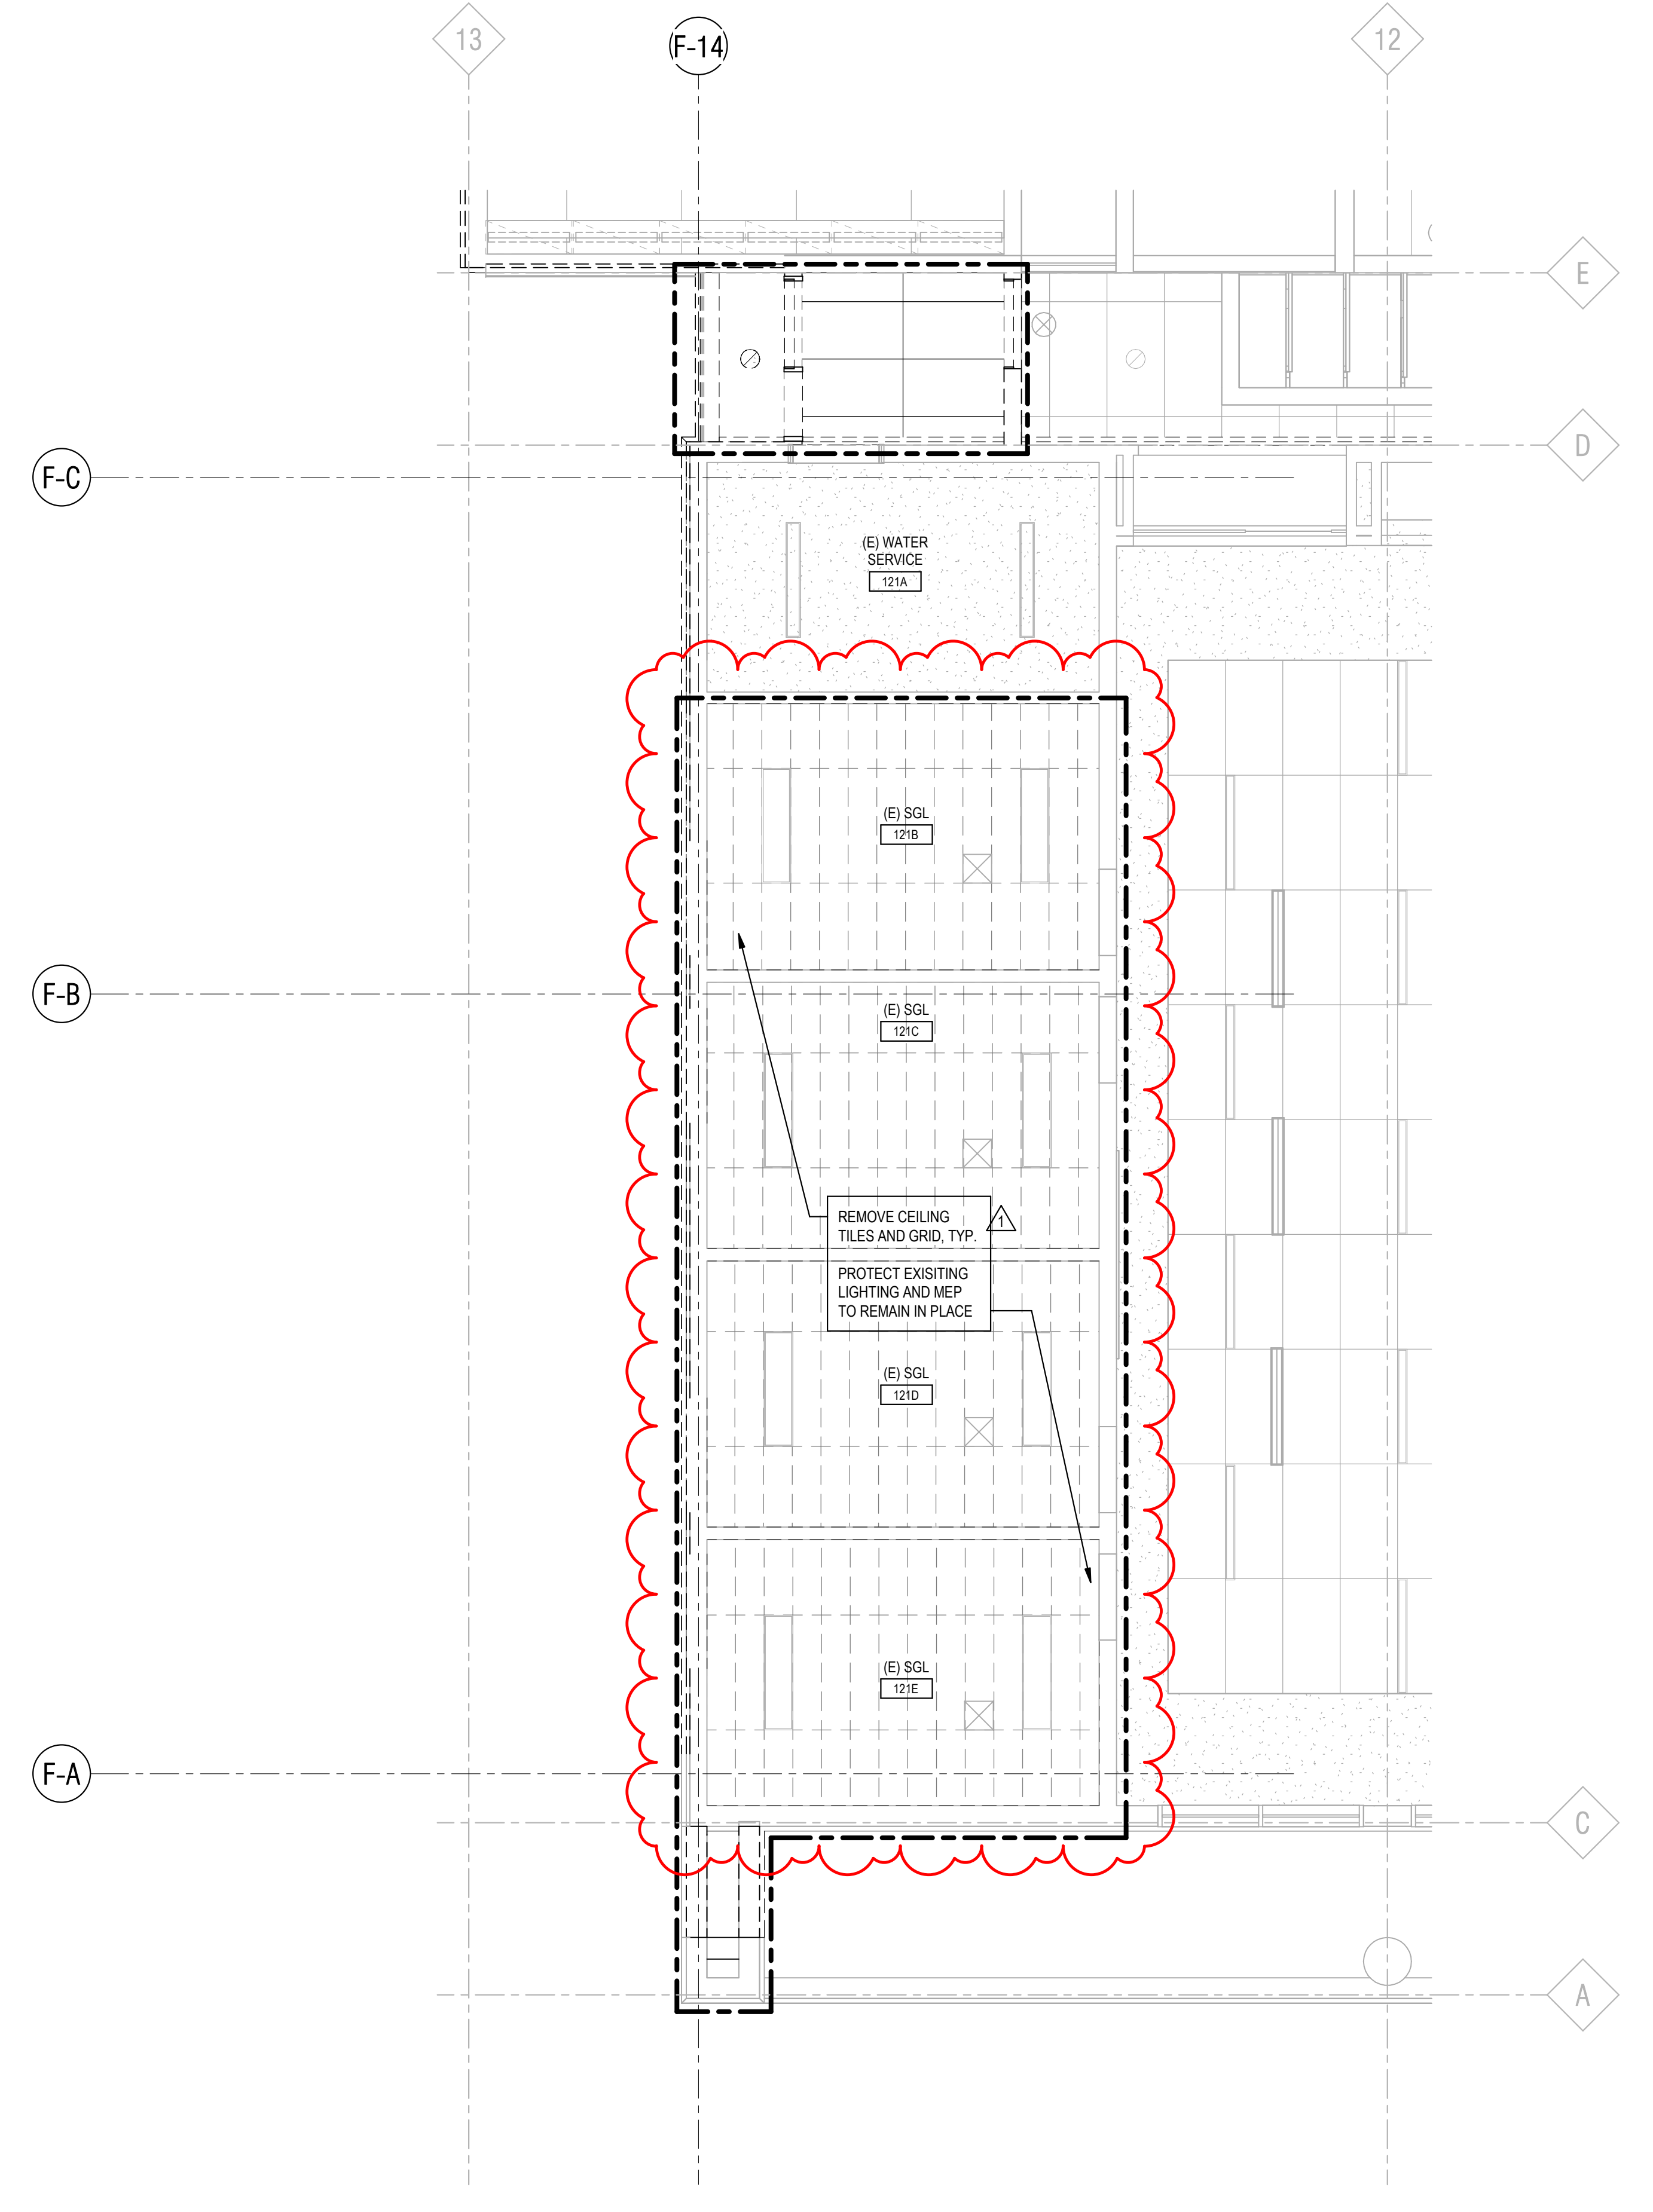 13
F-14
12
E
D
F-C
(E) WATER
SERVICE
121A
(E) SGL
121B
F-B
(E) SGL
121C
REMOVE CEILING
TILES AND GRID, TYP.
1
PROTECT EXISITING
LIGHTING AND MEP
TO REMAIN IN PLACE
(E) SGL
121D
(E) SGL
121E
F-A
C
A